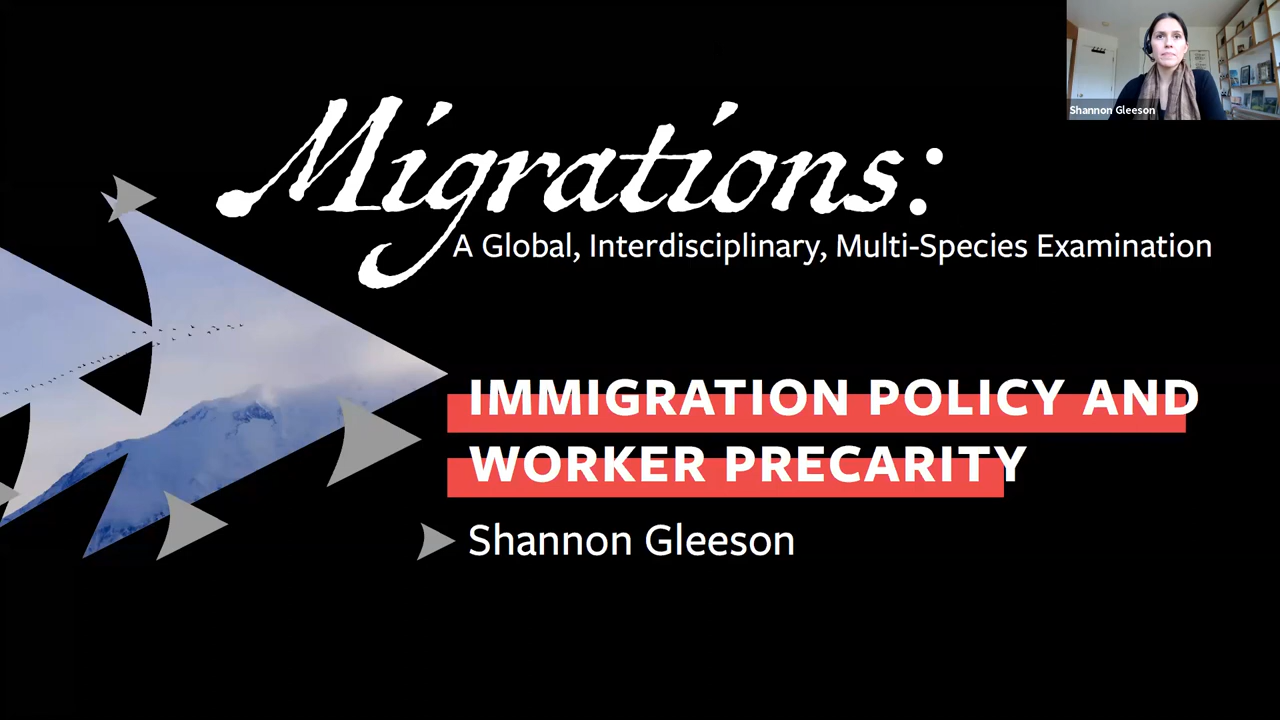 Shannon Gleeson
Migrations:
A Global, Interdisciplinary, Multi-Species Examination
IMMIGRATION POLICY AND
WORKER PRECARITY
Shannon Gleeson